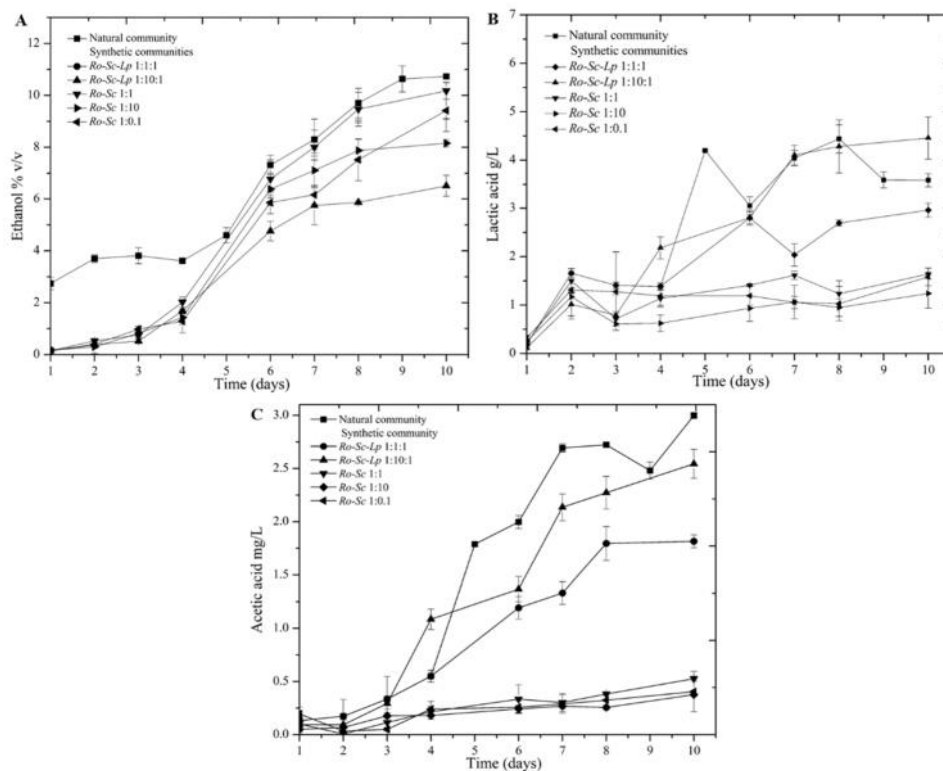 A
Natural community
Synthetic communities
Ro-Sc-Lp 1:1:1
Ro-Sc-Lp 1:10:1
Ro-Sc 1:1
Ro-Sc 1:10
Ro-Sc 1:0.1
Ethanol % v/v
12
10
8
6
4
2
0
1 2 3 4 5 6 7 8 9 10
Time (days)
B
Natural community
Synthetic communities
Ro-Sc-Lp 1:1:1
Ro-Sc-Lp 1:10:1
Ro-Sc 1:1
Ro-Sc 1:10
Ro-Sc 1:0.1
Lactic acid g/L
7
6
5
4
3
2
1
0
1 2 3 4 5 6 7 8 9 10
Time (days)
C
Natural community
Synthetic community
Ro-Sc-Lp 1:1:1
Ro-Sc-Lp 1:10:1
Ro-Sc 1:1
Ro-Sc 1:10
Ro-Sc 1:0.1
Acetic acid mg/L
3.0
2.5
2.0
1.5
1.0
0.5
0.0
1 2 3 4 5 6 7 8 9 10
Time (days)